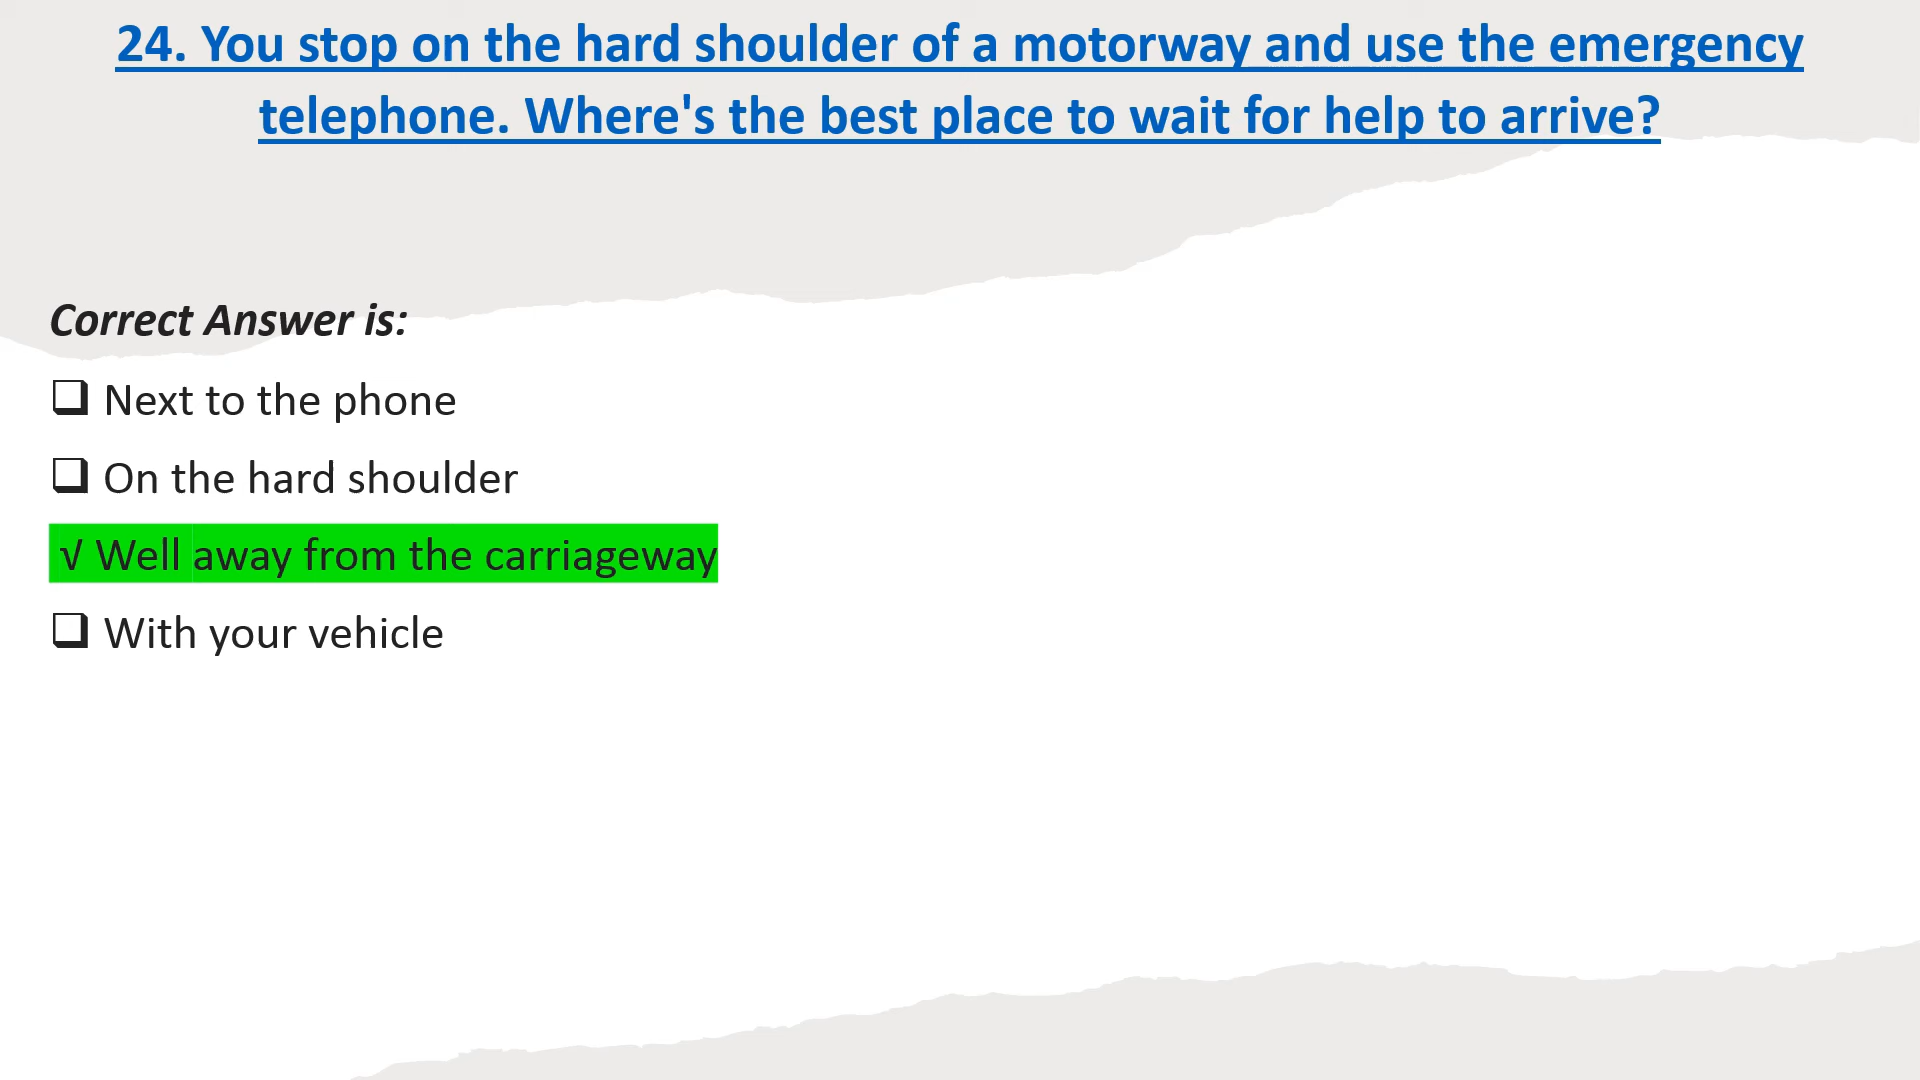 24. You stop on the hard shoulder of a motorway and use the emergency
telephone. Where's the best place to wait for help to arrive?
Correct Answer is:
❑ Next to the phone
❑ On the hard shoulder
√ Well away from the carriageway
❑ With your vehicle